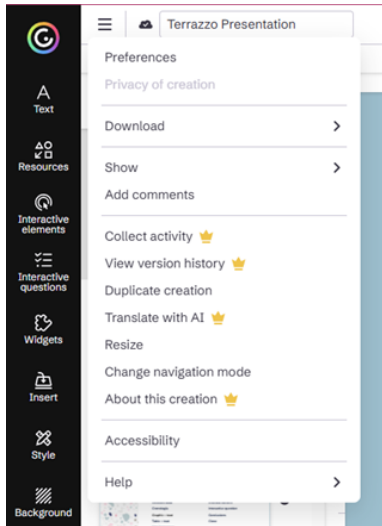 Terrazzo Presentation
Text
Resources
Interactive
elements
Interactive
questions
Widgets
Insert
Style
Background
Preferences
Privacy of creation
Download
Show
Add comments
Collect activity
View version history
Duplicate creation
Translate with AI
Resize
Change navigation mode
About this creation
Accessibility
Help